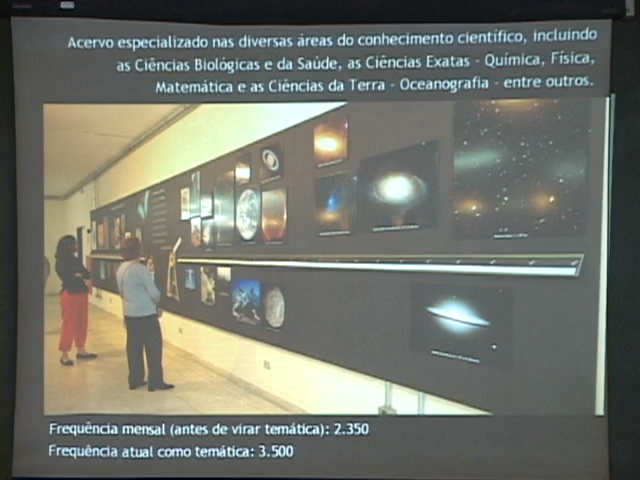 Acervo especializado nas diversas áreas do conhecimento científico, incluindo
as Ciências Biológicas e da Saúde, as Ciências Exatas - Química, Física,
Matemática e as Ciências da Terra - Oceanografia - entre outros.
Frequência mensal (antes de virar temática): 2.350
Frequência atual como temática: 3.500